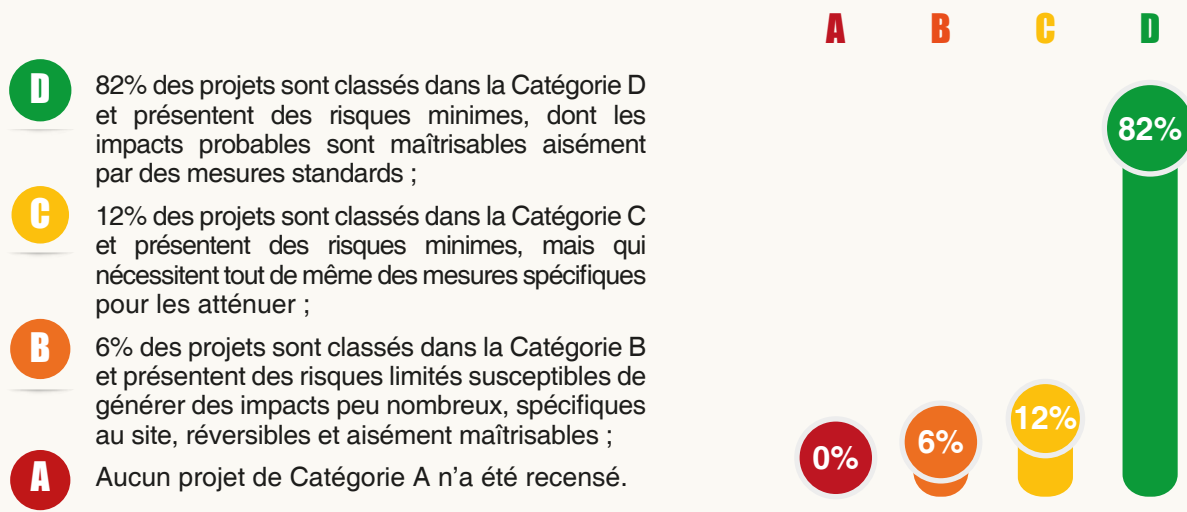 D
82% des projets sont classés dans la Catégorie D
et présentent des risques minimes, dont les
impacts probables sont maîtrisables aisément
par des mesures standards ;
C
12% des projets sont classés dans la Catégorie C
et présentent des risques minimes, mais qui
nécessitent tout de même des mesures spécifiques
pour les atténuer ;
B
6% des projets sont classés dans la Catégorie B
et présentent des risques limités susceptibles de
générer des impacts peu nombreux, spécifiques
au site, réversibles et aisément maîtrisables ;
A
Aucun projet de Catégorie A n'a été recensé.
A B C D
0% 6% 12% 82%